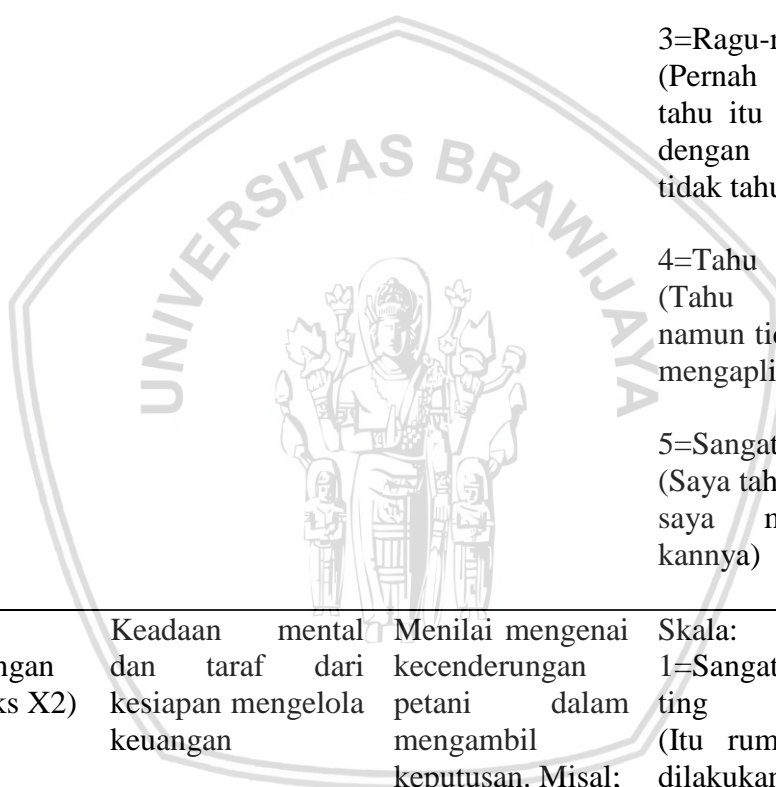 3=Ragu-r
(Pernah
tahu itu
dengan
tidak tahu
4=Tahu
(Tahu
namun tid
mengapli
5=Sangat
(Saya tah
saya n
kannya)
UNIVERSITAS BRAWIJAYA
ngan
ks X2)
Keadaan mental
dan taraf dari
kesiapan mengelola
keuangan
Menilai mengenai
kecenderungan
petani dalam
mengambil
keputusan. Misal;
Skala:
1=Sangat
ting
(Itu rum
dilakukan